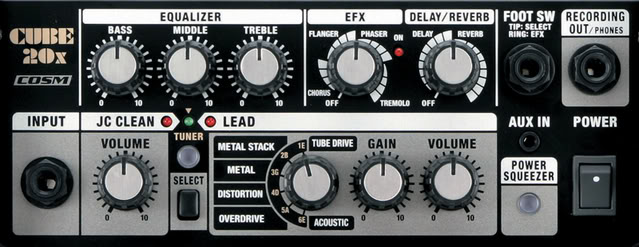 CUBE
20x
COSM
EQUALIZER
BASS
MIDDLE
TREBLE
0 10
0 10
0 10
EFX
FLANGER
PHASER
ON
CHORUS
OFF
TREMOLO
DELAY/REVERB
DELAY
REVERB
OFF
FOOT SW
TIP: SELECT
RING: EFX
RECORDING
OUT/PHONES
INPUT
JC CLEAN
LEAD
VOLUME
0 10
TUNER
SELECT
METAL STACK
METAL
DISTORTION
OVERDRIVE
1E
2B
3G
4D
5A
6E
TUBE DRIVE
ACOUSTIC
GAIN
0 10
VOLUME
0 10
AUX IN
POWER
SQUEEZER
POWER